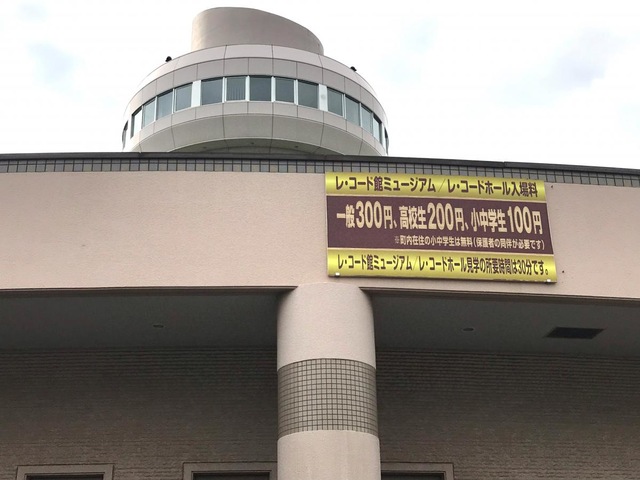 レ・コード館ミュージアム／レ・コードホール入場料
一般300円、高校生200円、小中学生100円
※町内在住の小中学生は無料(保護者の同伴が必要です)
レ・コード館ミュージアム／レ・コードホール見学の所要時間は30分です。